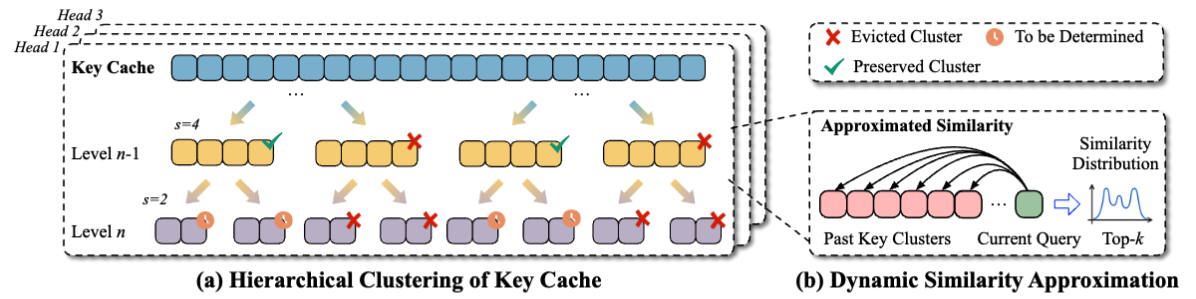 Head 3
Head 2
Head 1
Key Cache
...
...
s=4
Level n-1
s=2
Level n
(a) Hierarchical Clustering of Key Cache
Evicted Cluster
To be Determined
Preserved Cluster
Approximated Similarity
Similarity
Distribution
...
Past Key Clusters
Current Query
Top-k
(b) Dynamic Similarity Approximation